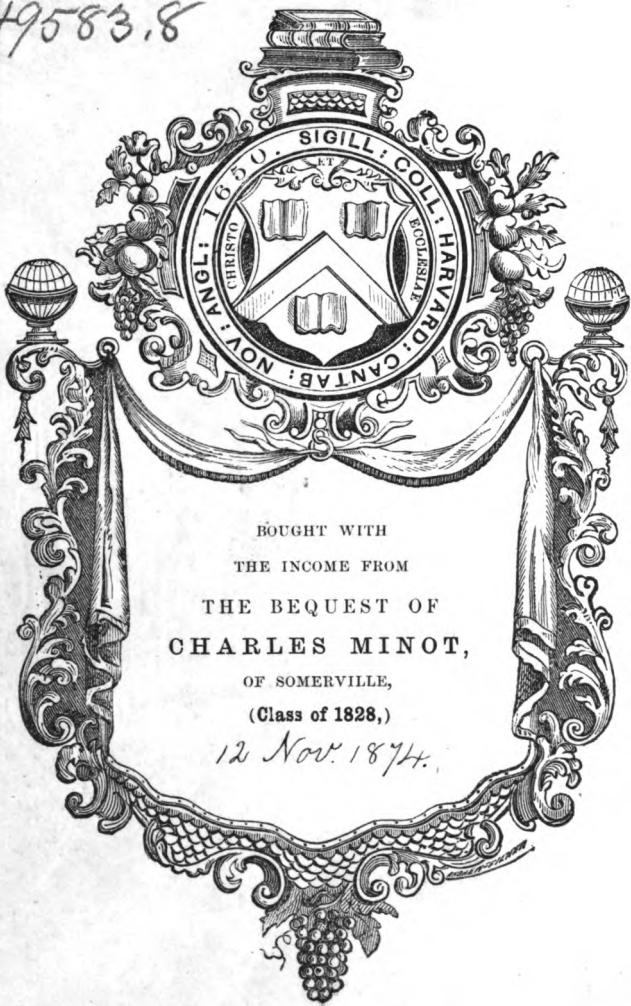 49583.8
SIGILL: COLL: HARVARD: CANTAB: NOV: ANGL: 1650.
ET
CHRISTO
ECCLESIAE
BOUGHT WITH
THE INCOME FROM
THE BEQUEST OF
CHARLES MINOT,
OF SOMERVILLE,
(Class of 1828,)
12 Nov. 1874.